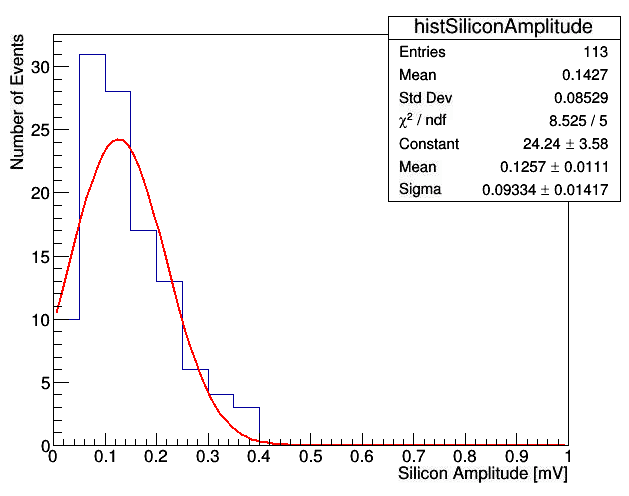 histSiliconAmplitude
Entries 113
Mean 0.1427
Std Dev 0.08529
χ² / ndf 8.525 / 5
Constant 24.24 ± 3.58
Mean 0.1257 ± 0.0111
Sigma 0.09334 ± 0.01417
Number of Events
30
25
20
15
10
5
0
0 0.1 0.2 0.3 0.4 0.5 0.6 0.7 0.8 0.9 1
Silicon Amplitude [mV]